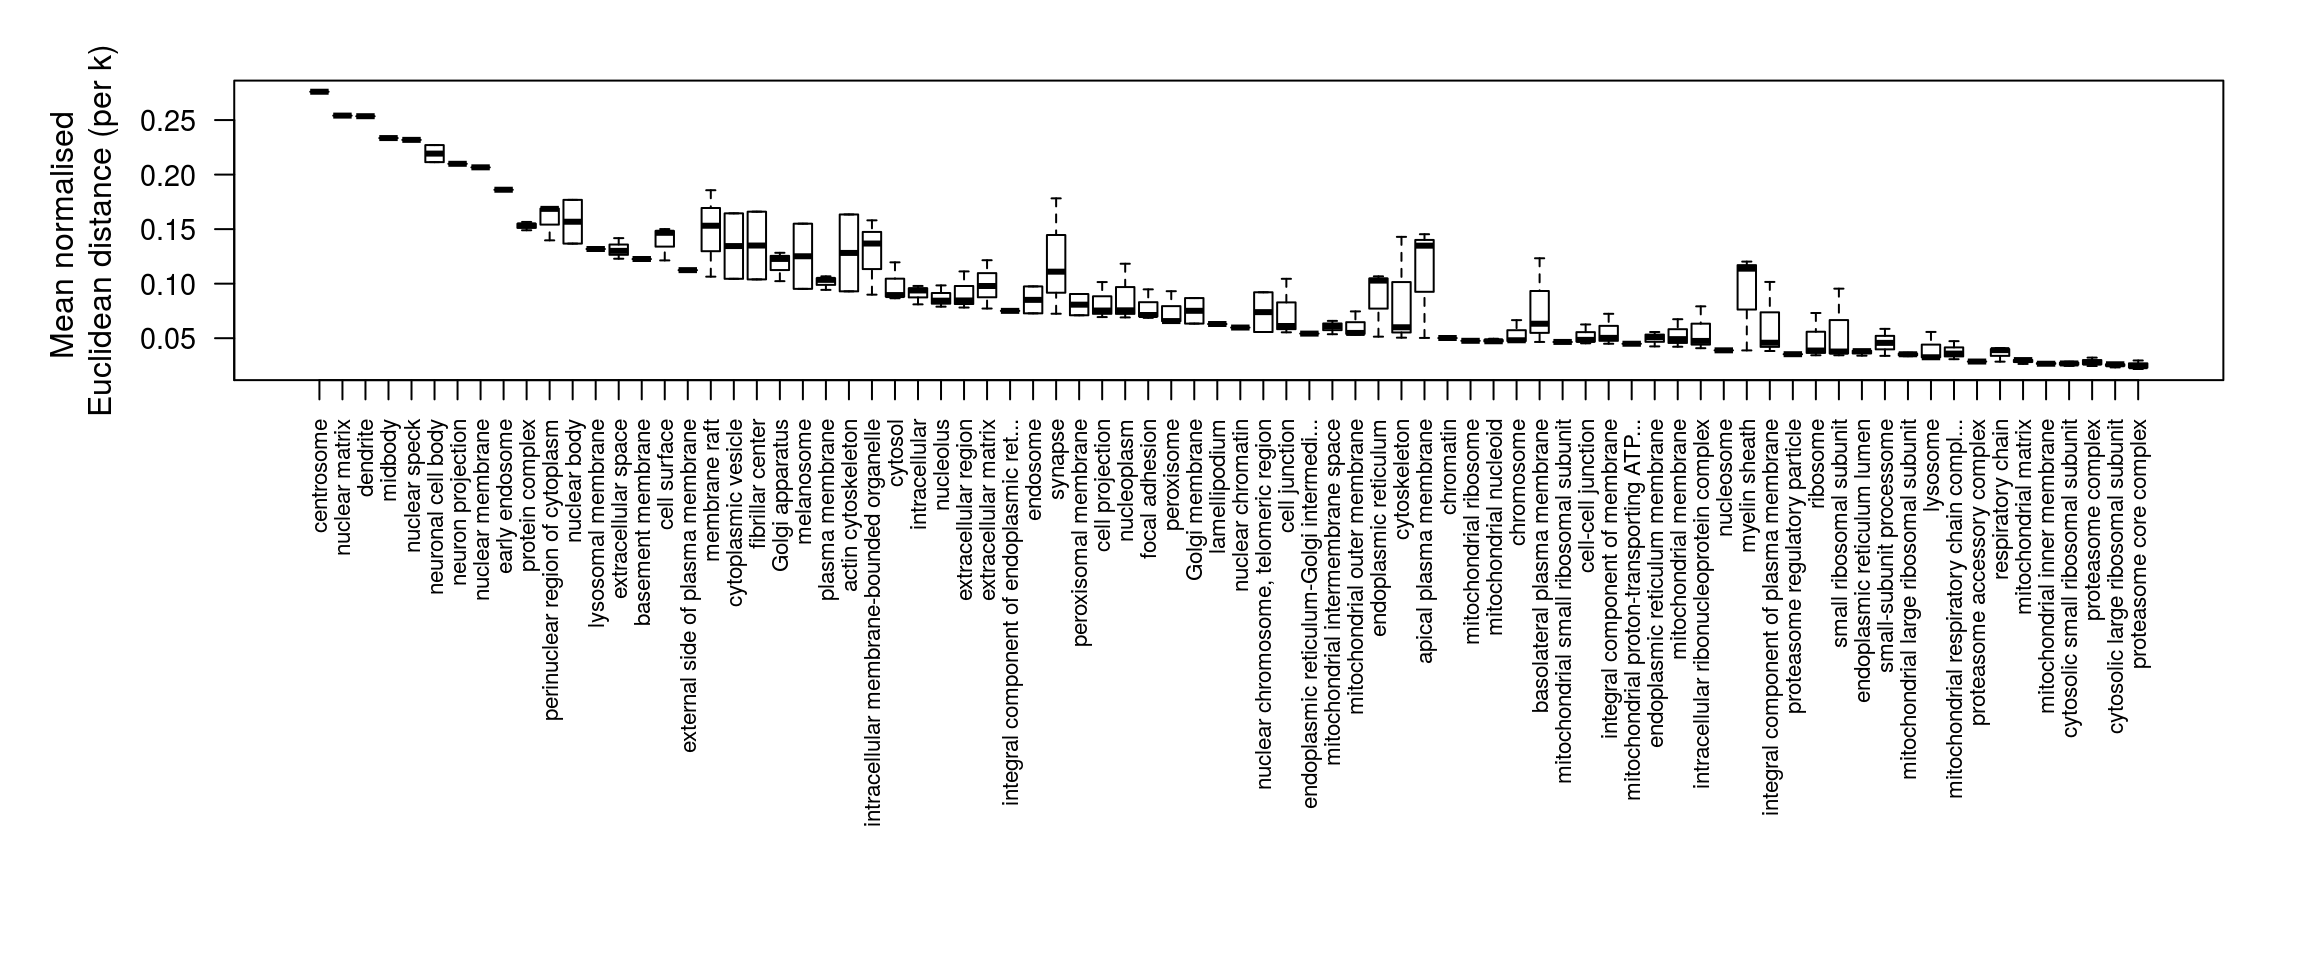 Mean normalised
Euclidean distance (per k)
0.25
0.20
0.15
0.10
0.05
centrosome
nuclear matrix
dendrite
midbody
nuclear speck
neuronal cell body
neuron projection
nuclear membrane
early endosome
protein complex
perinuclear region of cytoplasm
nuclear body
lysosomal membrane
extracellular space
basement membrane
cell surface
external side of plasma membrane
membrane raft
cytoplasmic vesicle
fibrillar center
Golgi apparatus
melanosome
plasma membrane
actin cytoskeleton
intracellular membrane-bounded organelle
cytosol
intracellular
nucleolus
extracellular region
extracellular matrix
integral component of endoplasmic ret...
endosome
synapse
peroxisomal membrane
cell projection
nucleoplasm
focal adhesion
peroxisome
Golgi membrane
lamellipodium
nuclear chromatin
nuclear chromosome, telomeric region
cell junction
endoplasmic reticulum-Golgi intermedi...
mitochondrial intermembrane space
mitochondrial outer membrane
endoplasmic reticulum
cytoskeleton
apical plasma membrane
chromatin
mitochondrial ribosome
mitochondrial nucleoid
chromosome
basolateral plasma membrane
mitochondrial small ribosomal subunit
cell-cell junction
integral component of membrane
mitochondrial proton-transporting ATP...
endoplasmic reticulum membrane
mitochondrial membrane
intracellular ribonucleoprotein complex
nucleosome
myelin sheath
integral component of plasma membrane
proteasome regulatory particle
ribosome
small ribosomal subunit
endoplasmic reticulum lumen
small-subunit processome
mitochondrial large ribosomal subunit
lysosome
mitochondrial respiratory chain compl...
proteasome accessory complex
respiratory chain
mitochondrial matrix
mitochondrial inner membrane
cytosolic small ribosomal subunit
proteasome complex
cytosolic large ribosomal subunit
proteasome core complex